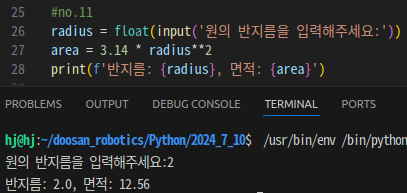 25 #no.11
26 radius = float(input('원의 반지름을 입력해주세요:'))
27 area = 3.14 * radius**2
28 print(f'반지름: {radius}, 면적: {area}')
PROBLEMS OUTPUT DEBUG CONSOLE TERMINAL PORTS
hj@hj:~/doosan_robotics/Python/2024_7_10$ /usr/bin/env /bin/python
원의 반지름을 입력해주세요:2
반지름: 2.0, 면적: 12.56